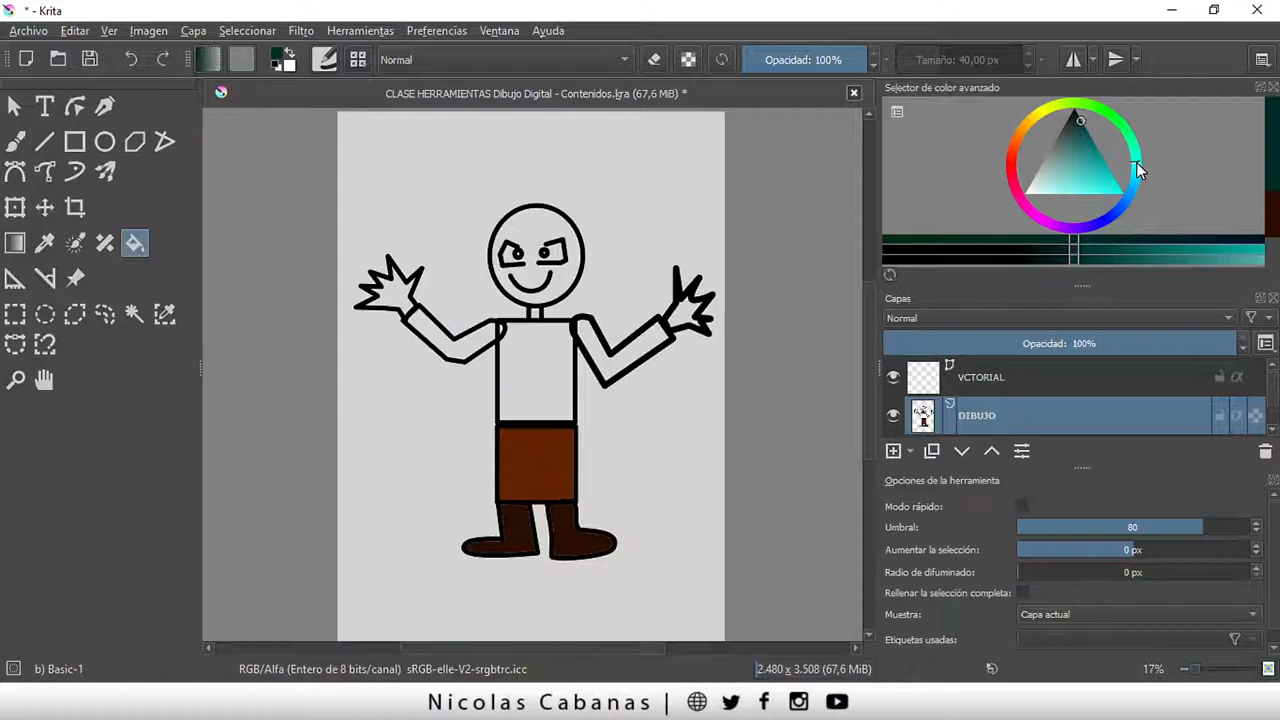 * - Krita
Archivo Editar Ver Imagen Capa Seleccionar Filtro Herramientas Preferencias Ventana Ayuda
Normal Opacidad: 100% Tamaño: 40,00 px
CLASE HERRAMIENTAS Dibujo Digital - Contenidos.kra (67,6 MiB) *
Selector de color avanzado
Capas
Normal
Opacidad: 100%
VCTORIAL
DIBUJO
Opciones de la herramienta
Modo rápido:
Umbral: 80
Aumentar la selección: 0 px
Radio de difuminado: 0 px
Rellenar la selección completa:
Muestra: Capa actual
Etiquetas usadas:
b) Basic-1 RGB/Alfa (Entero de 8 bits/canal) sRGB-elle-V2-srgbtrc.icc 2.480 x 3.508 (67,6 MiB) 17%
Nicolas Cabanas |